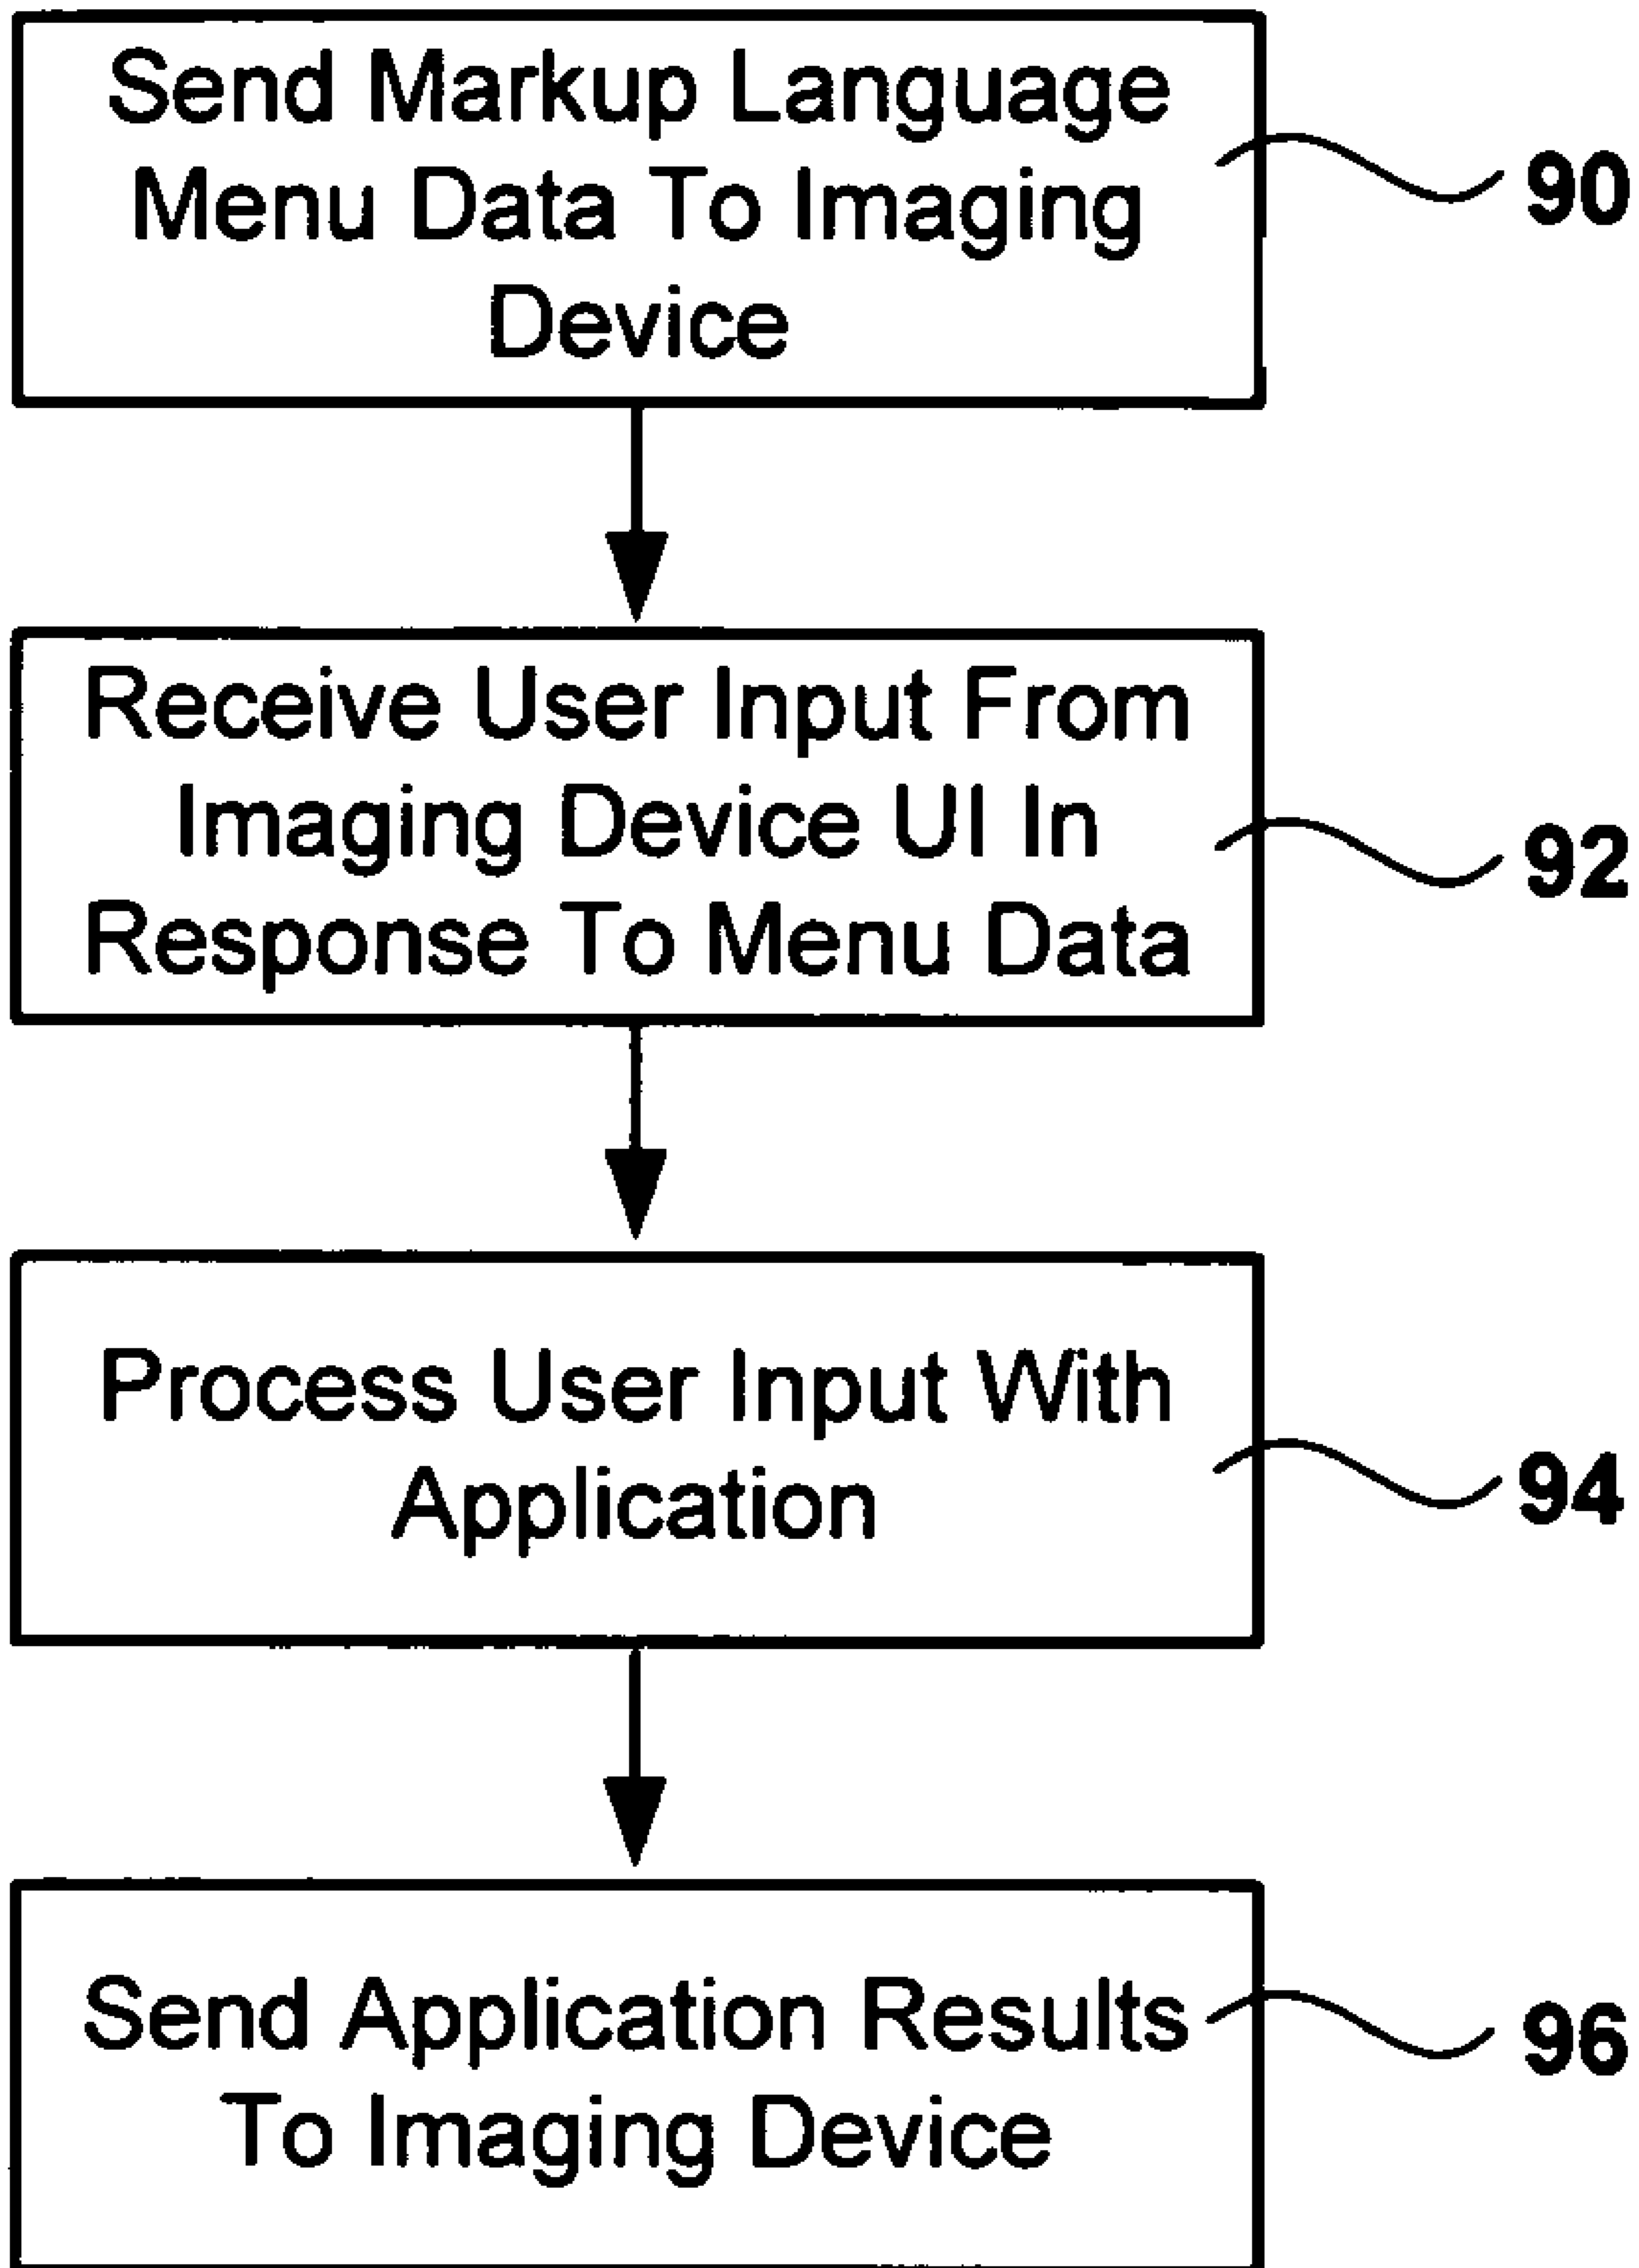 Send Markup Language
Menu Data To Imaging
Device
90
Receive User Input From
Imaging Device UI In
Response To Menu Data
92
Process User Input With
Application
94
Send Application Results
To Imaging Device
96